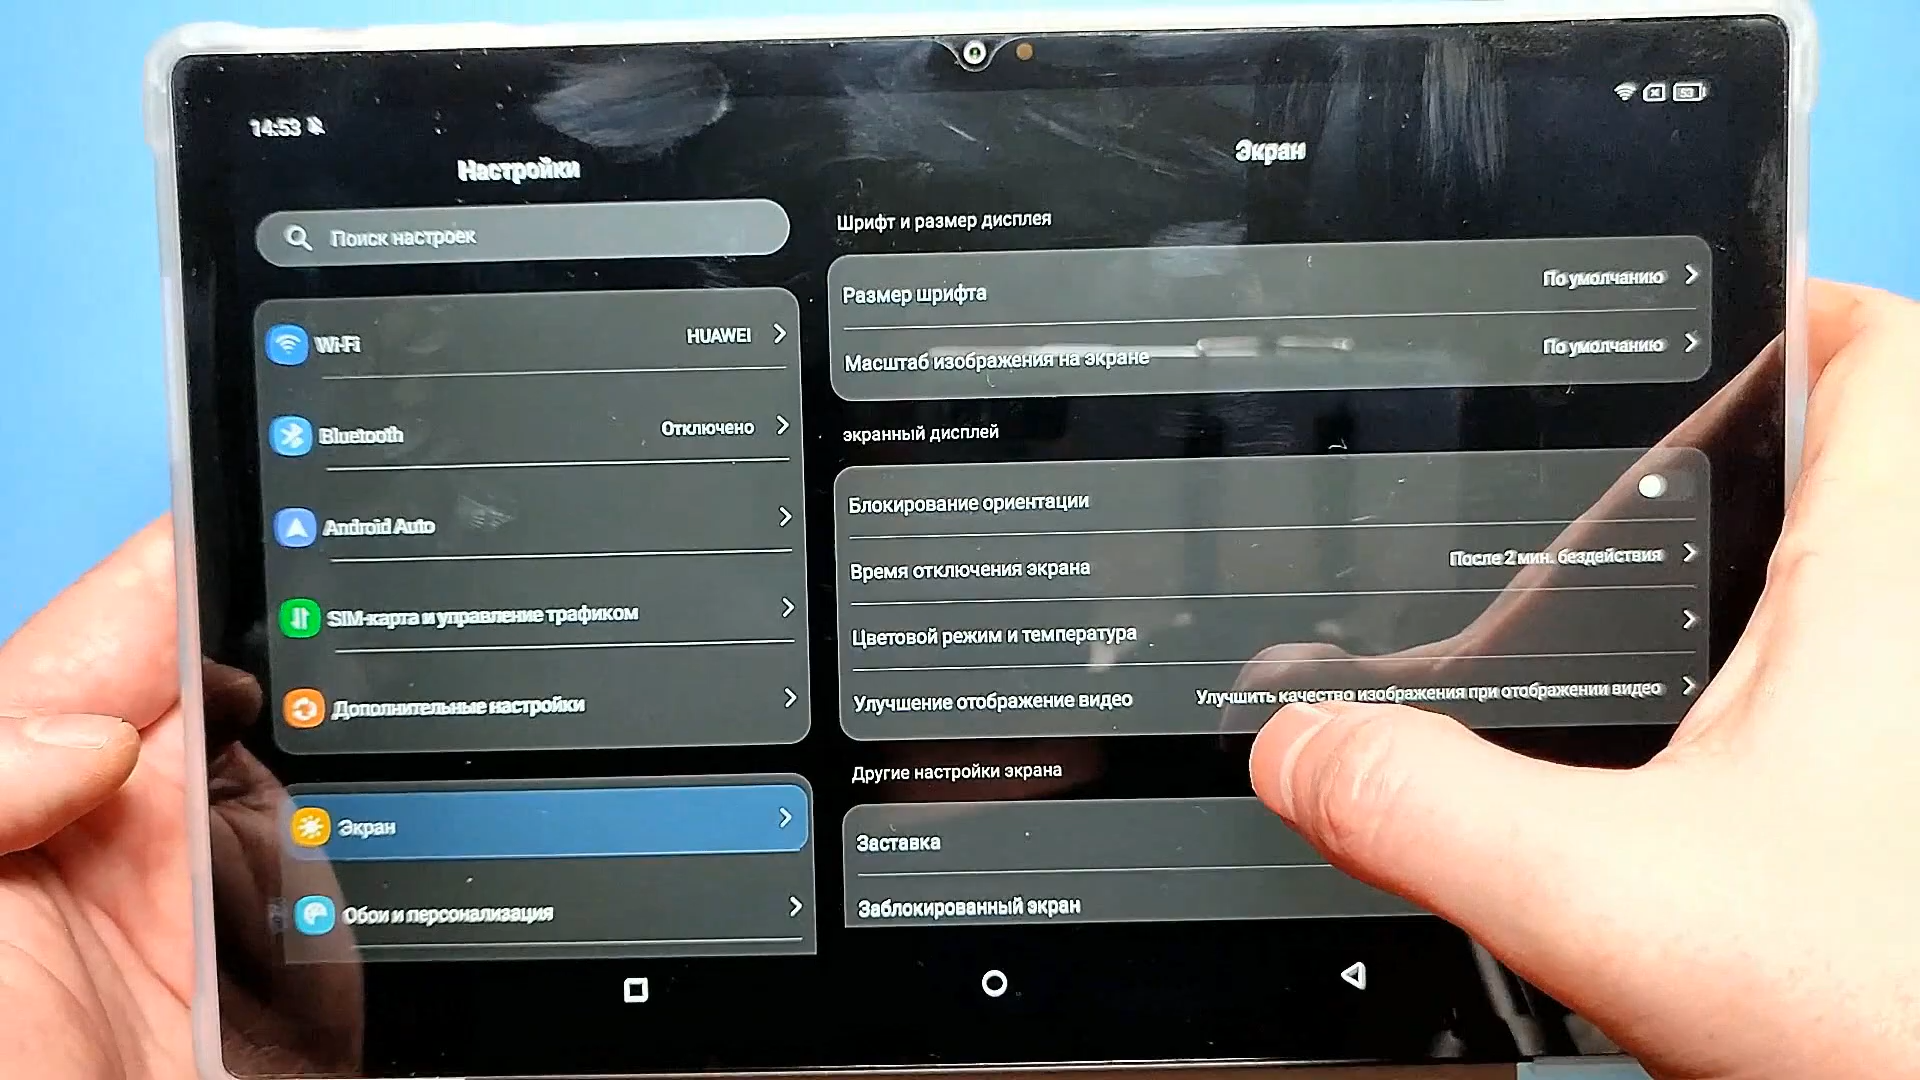 14:53
53
Настройки
Поиск настроек
Wi-Fi
HUAWEI
Bluetooth
Отключено
Android Auto
SIM-карта и управление трафиком
Дополнительные настройки
Экран
Обои и персонализация
Экран
Шрифт и размер дисплея
Размер шрифта
По умолчанию
Масштаб изображения на экране
По умолчанию
экранный дисплей
Блокирование ориентации
Время отключения экрана
После 2 мин. бездействия
Цветовой режим и температура
Улучшение отображение видео
Улучшить качество изображения при отображении видео
Другие настройки экрана
Заставка
Заблокированный экран